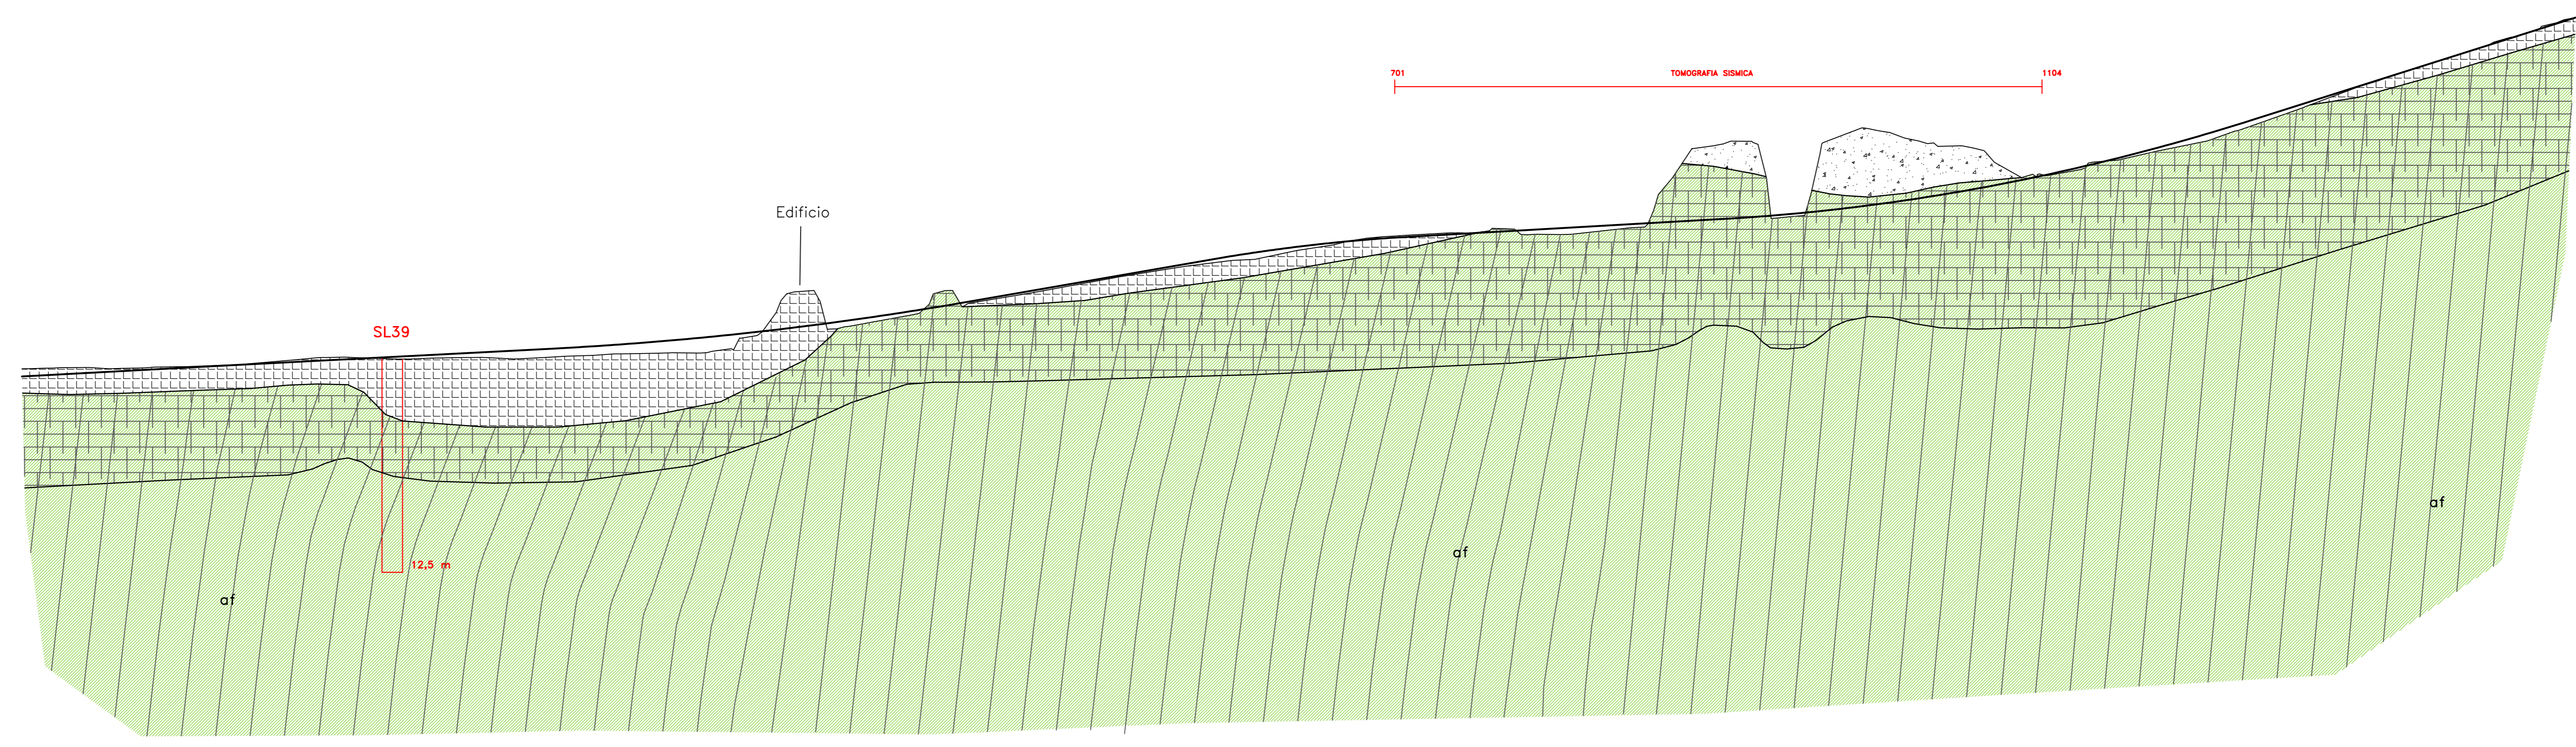 701
TOMOGRAFIA SISMICA
1104
Edificio
SL39
12,5 m
af
af
af